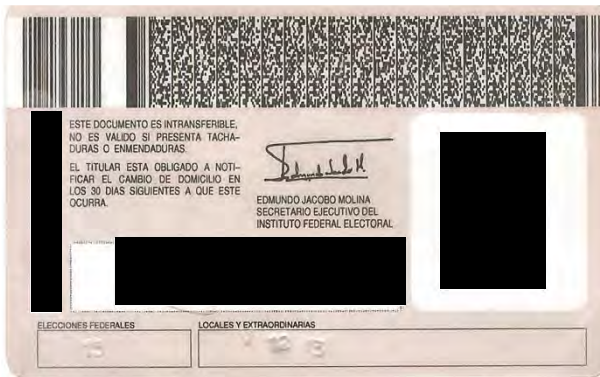 ESTE DOCUMENTO ES INTRANSFERIBLE,
NO ES VALIDO SI PRESENTA TACHA-
DURAS O ENMENDADURAS.
EL TITULAR ESTA OBLIGADO A NOTI-
FICAR EL CAMBIO DE DOMICILIO EN
LOS 30 DIAS SIGUIENTES A QUE ESTE
OCURRA.
EDMUNDO JACOBO MOLINA
SECRETARIO EJECUTIVO DEL
INSTITUTO FEDERAL ELECTORAL
ELECCIONES FEDERALES
LOCALES Y EXTRAORDINARIAS
12